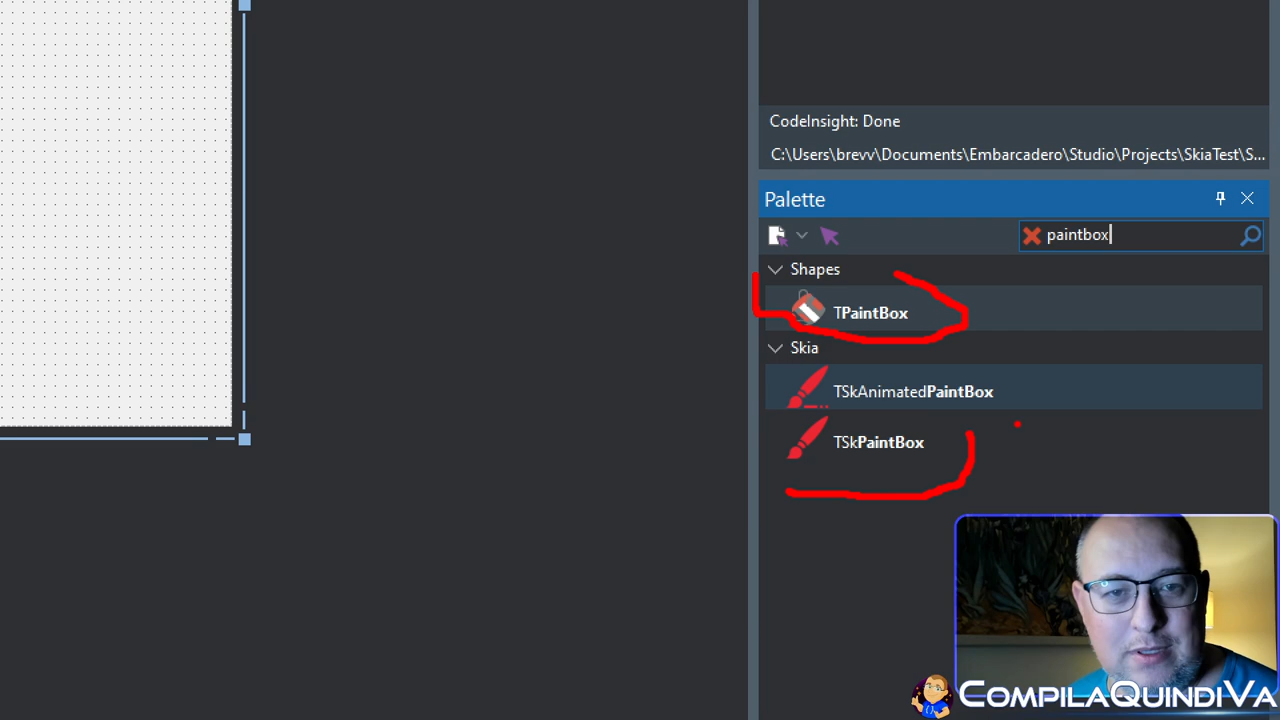 CodeInsight: Done
C:\Users\brevv\Documents\Embarcadero\Studio\Projects\SkiaTest\S...
Palette
paintbox
Shapes
TPaintBox
Skia
TSkAnimatedPaintBox
TSkPaintBox
COMPILAQUINDIVA